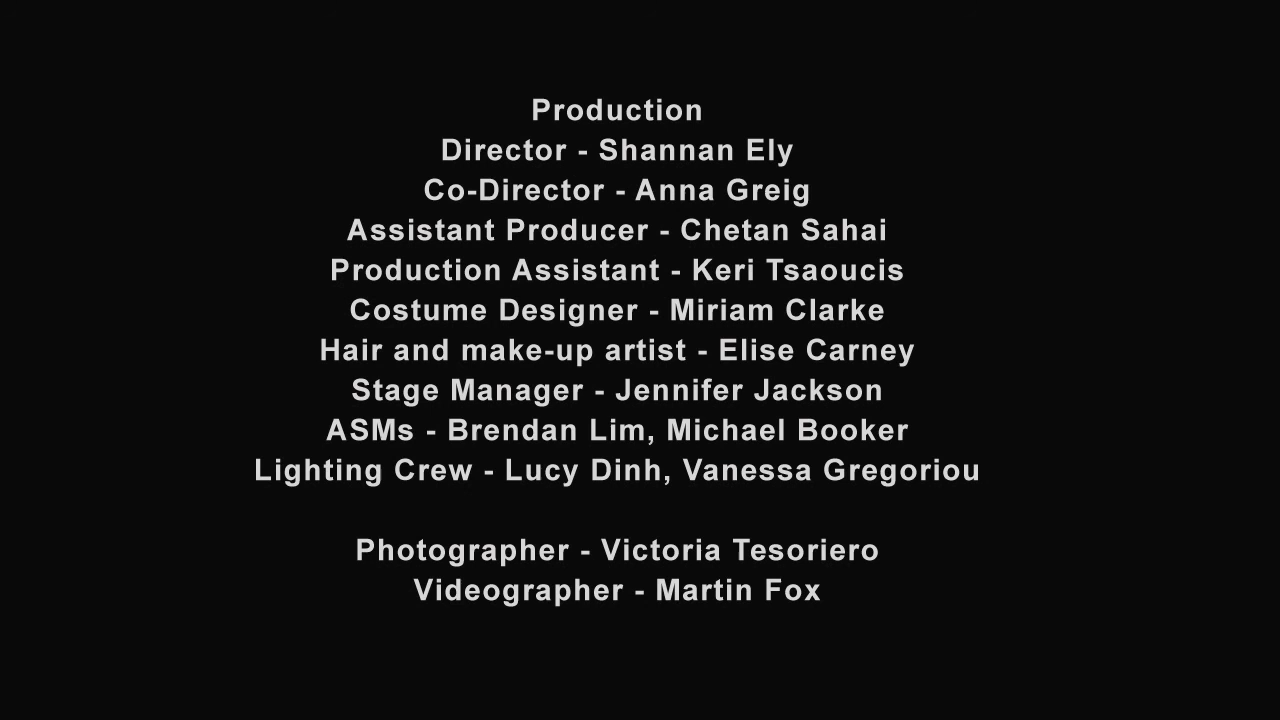 Production
Director - Shannan Ely
Co-Director - Anna Greig
Assistant Producer - Chetan Sahai
Production Assistant - Keri Tsaoucis
Costume Designer - Miriam Clarke
Hair and make-up artist - Elise Carney
Stage Manager - Jennifer Jackson
ASMs - Brendan Lim, Michael Booker
Lighting Crew - Lucy Dinh, Vanessa Gregoriou
Photographer - Victoria Tesoriero
Videographer - Martin Fox